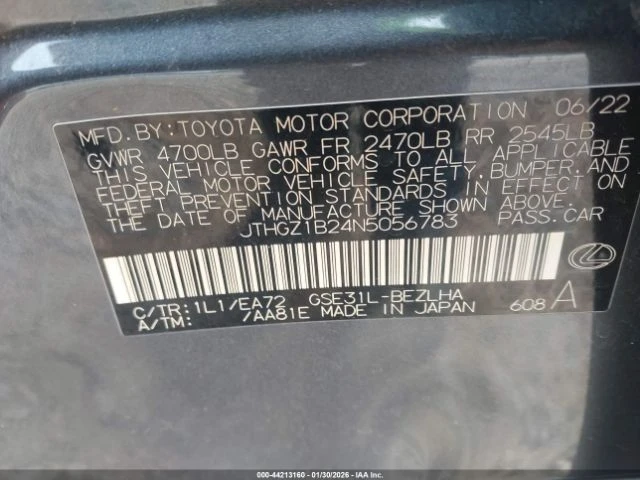 MFD.BY:TOYOTA MOTOR CORPORATION 06/22
GVWR 4700LB GAWR FR 2470LB RR 2545LB
THIS VEHICLE CONFORMS TO ALL APPLICABLE
FEDERAL MOTOR VEHICLE SAFETY,BUMPER,AND
THEFT PREVENTION STANDARDS IN EFFECT ON
THE DATE OF MANUFACTURE SHOWN ABOVE.
JTHGZ1B24N5056783 PASS.CAR
C/TR:1L1/EA72 GSE31L-BEZLHA
A/TM: /AA81E MADE IN JAPAN 608 A
000-44213160 | 01/30/2026 - IAA Inc.